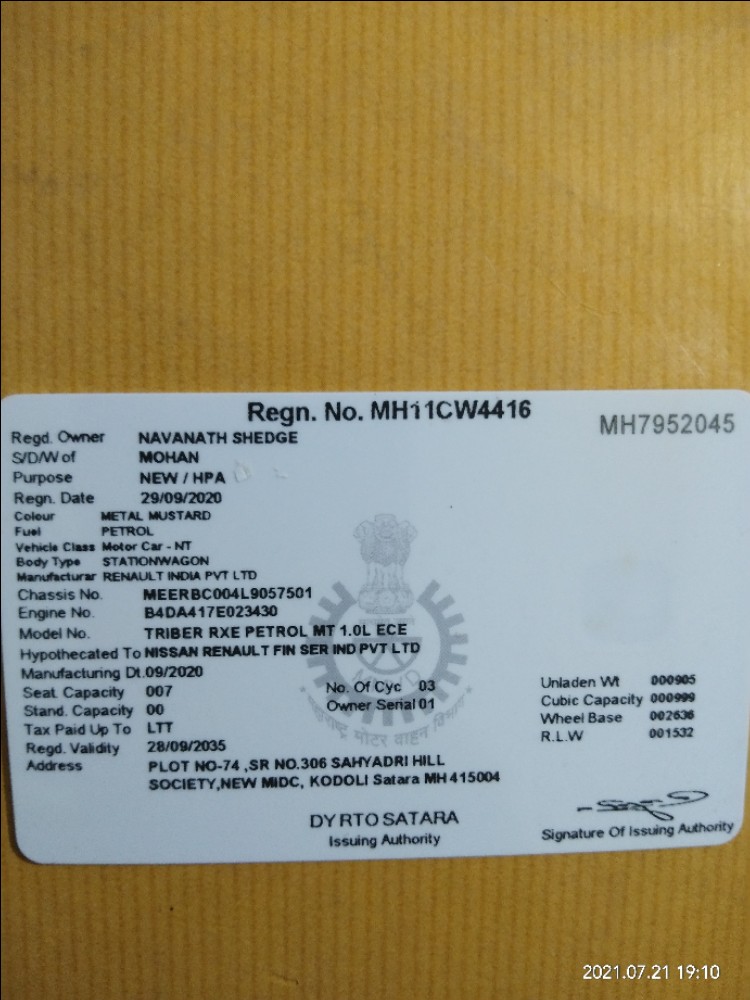 Regn. No. MH11CW4416
MH7952045
Regd. Owner NAVANATH SHEDGE
S/D/W of MOHAN
Purpose NEW / HPA
Regn. Date 29/09/2020
Colour METAL MUSTARD
Fuel PETROL
Vehicle Class Motor Car - NT
Body Type STATIONWAGON
Manufacturar RENAULT INDIA PVT LTD
Chassis No. MEERBC004L9057501
Engine No. B4DA417E023430
Model No. TRIBER RXE PETROL MT 1.0L ECE
Hypothecated To NISSAN RENAULT FIN SER IND PVT LTD
Manufacturing Dt. 09/2020
Seat Capacity 007 No. Of Cyc 03 Unladen Wt 000905
Stand. Capacity 00 Owner Serial 01 Cubic Capacity 000999
Tax Paid Up To LTT Wheel Base 002636
Regd. Validity 28/09/2035 R.L.W 001532
Address PLOT NO-74 ,SR NO.306 SAHYADRI HILL
SOCIETY,NEW MIDC, KODOLI Satara MH 415004
DY RTO SATARA
Issuing Authority
Signature Of Issuing Authority
महाराष्ट्र मोटर वाहन विभाग
2021.07.21 19:10